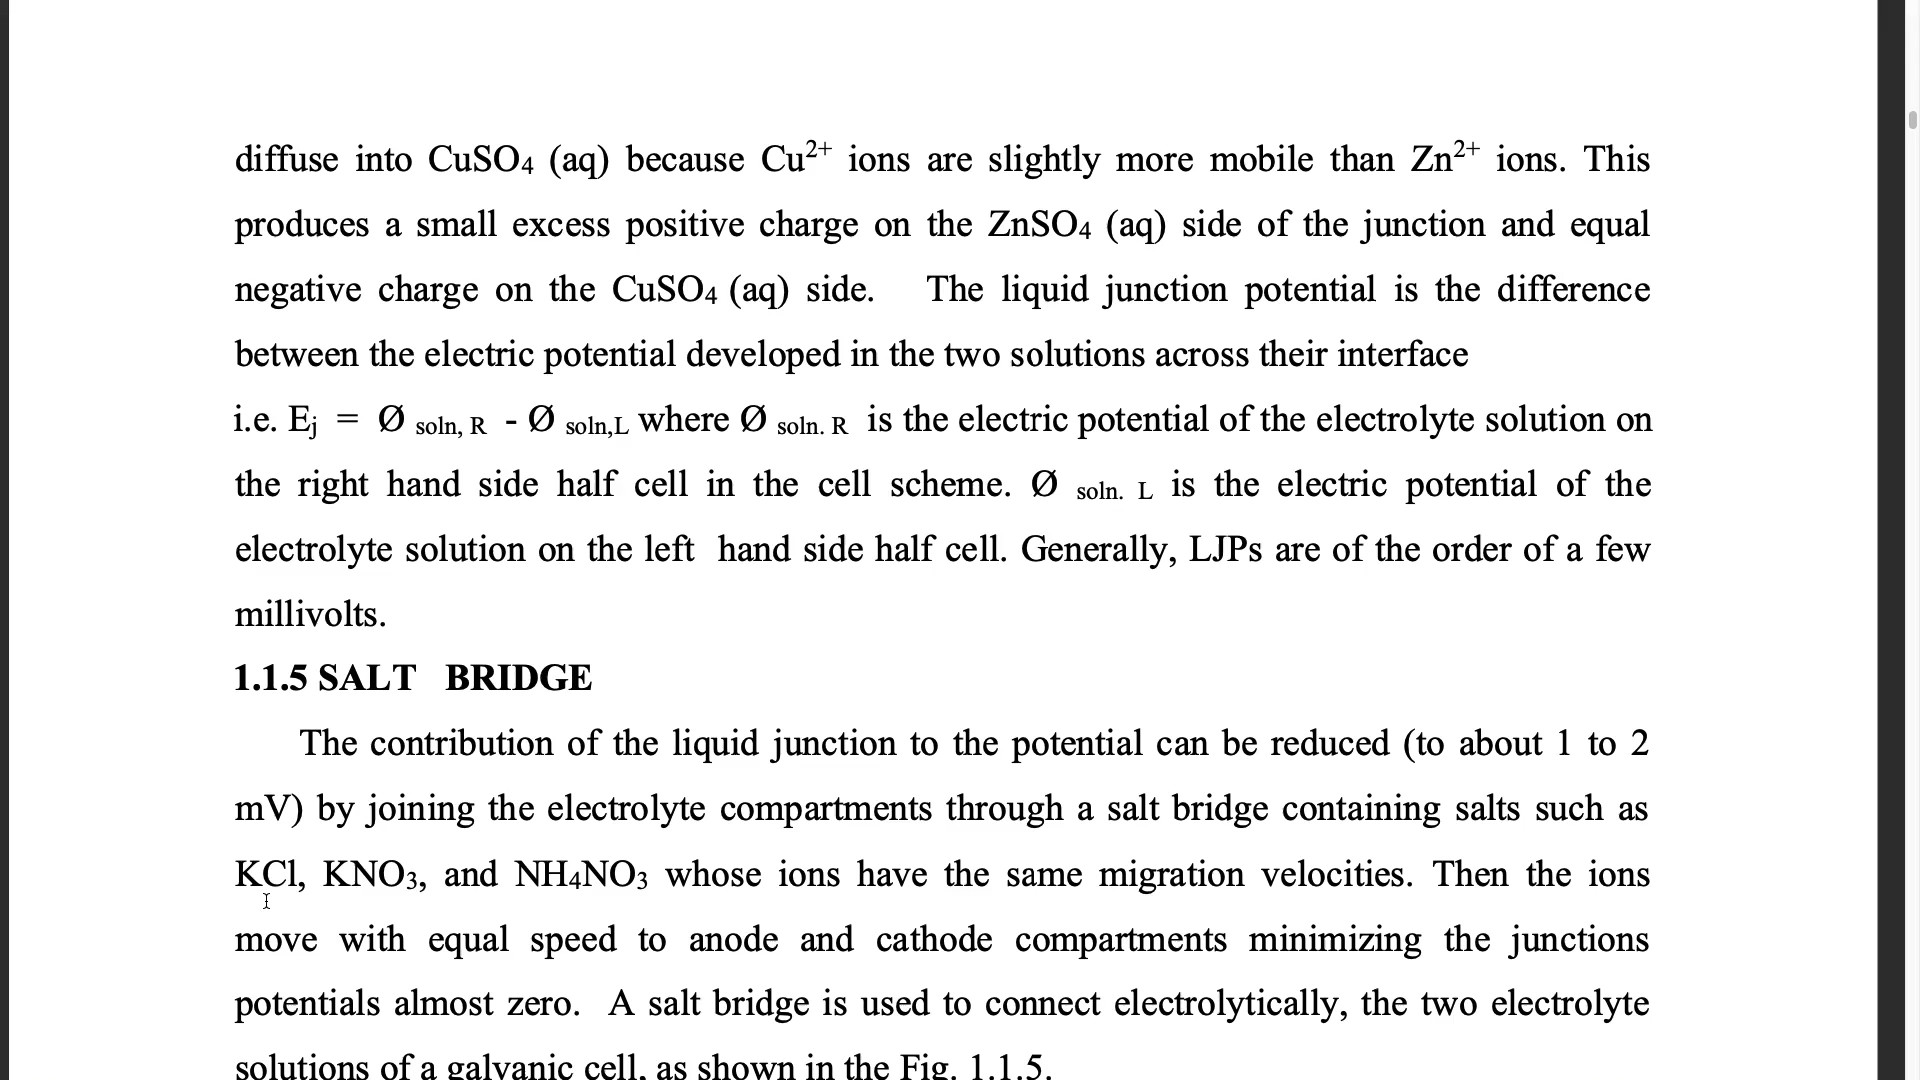 diffuse into CuSO₄ (aq) because Cu²⁺ ions are slightly more mobile than Zn²⁺ ions. This
produces a small excess positive charge on the ZnSO₄ (aq) side of the junction and equal
negative charge on the CuSO₄ (aq) side. The liquid junction potential is the difference
between the electric potential developed in the two solutions across their interface
i.e. Eⱼ = Ø soln, R - Ø soln,L where Ø soln. R is the electric potential of the electrolyte solution on
the right hand side half cell in the cell scheme. Ø soln. L is the electric potential of the
electrolyte solution on the left hand side half cell. Generally, LJPs are of the order of a few
millivolts.
1.1.5 SALT BRIDGE
The contribution of the liquid junction to the potential can be reduced (to about 1 to 2
mV) by joining the electrolyte compartments through a salt bridge containing salts such as
KCl, KNO₃, and NH₄NO₃ whose ions have the same migration velocities. Then the ions
move with equal speed to anode and cathode compartments minimizing the junctions
potentials almost zero. A salt bridge is used to connect electrolytically, the two electrolyte
solutions of a galvanic cell, as shown in the Fig. 1.1.5.